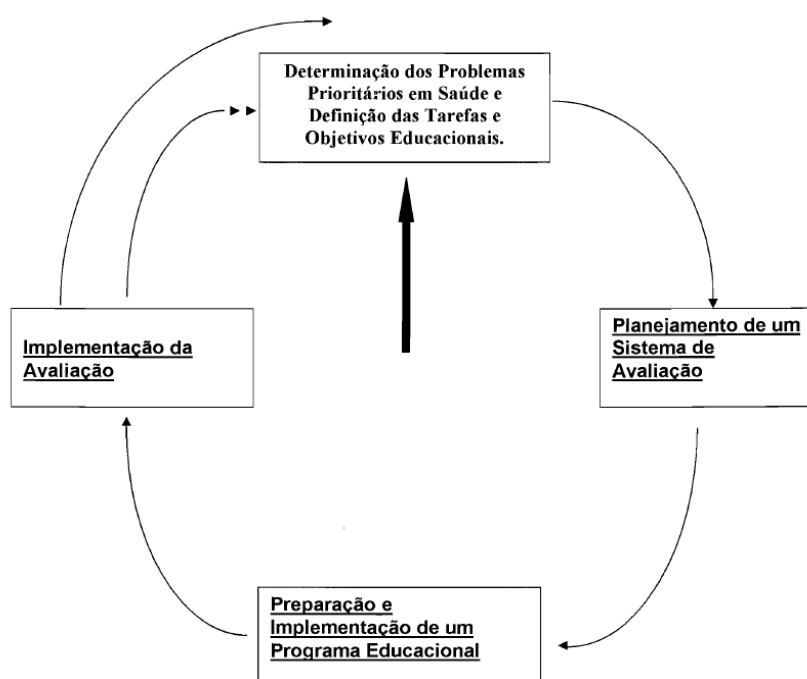 Determinação dos Problemas
Prioritários em Saúde e
Definição das Tarefas e
Objetivos Educacionais.
Planejamento de um
Sistema de
Avaliação
Implementação da
Avaliação
Preparação e
Implementação de um
Programa Educacional